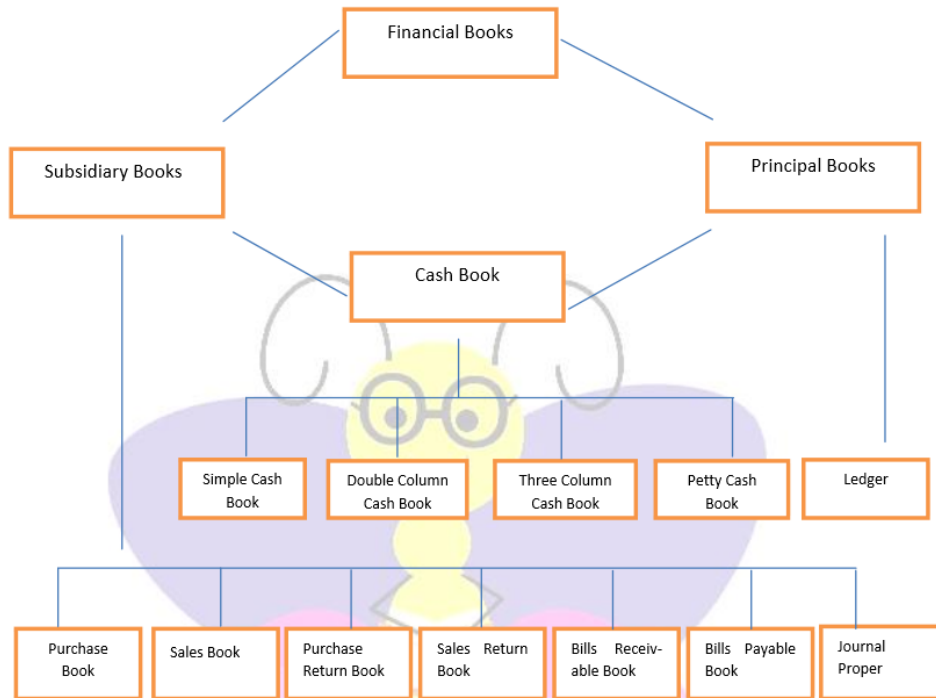 Financial Books
Subsidiary Books
Principal Books
Cash Book
Simple Cash
Book
Double Column
Cash Book
Three Column
Cash Book
Petty Cash
Book
Ledger
Purchase
Book
Sales Book
Purchase
Return Book
Sales Return
Book
Bills Receiv-
able Book
Bills Payable
Book
Journal
Proper